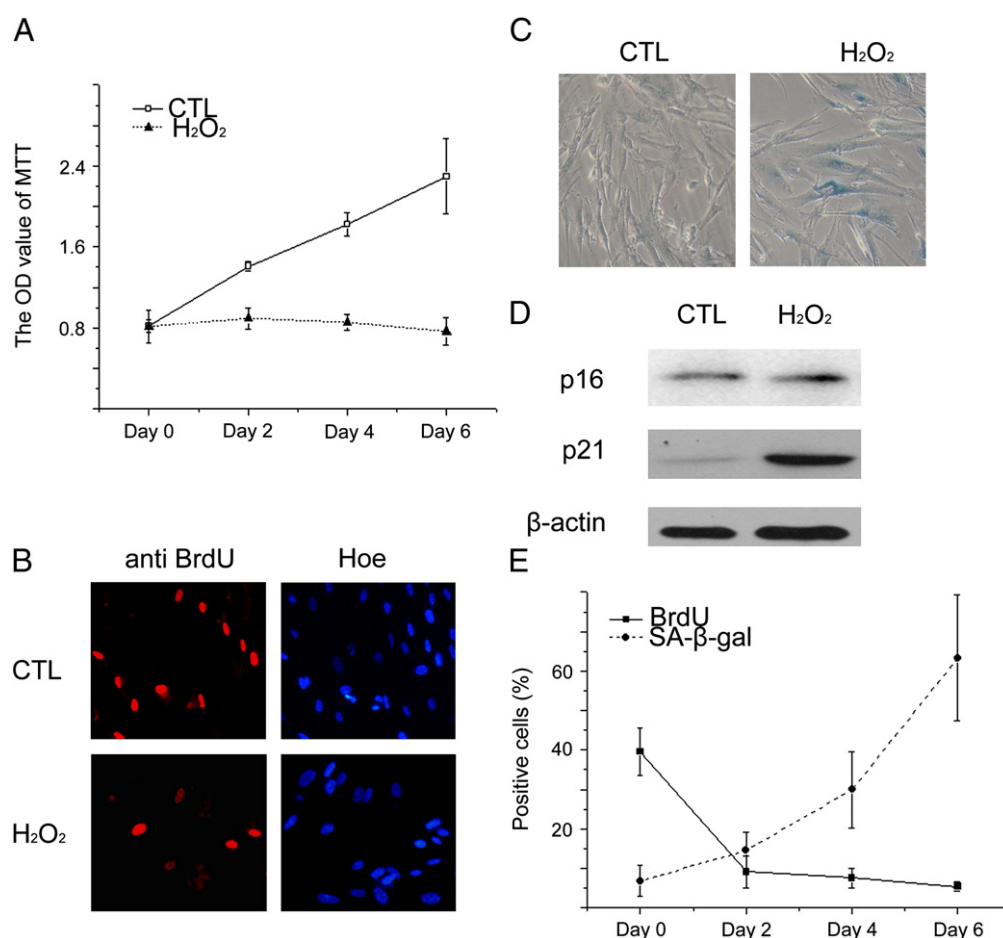 A
CTL
H₂O₂
The OD value of MTT
2.4
1.6
0.8
Day 0 Day 2 Day 4 Day 6
B
anti BrdU Hoe
CTL
H₂O₂
C
CTL H₂O₂
D
CTL H₂O₂
p16
p21
β-actin
E
BrdU
SA-β-gal
Positive cells (%)
60
40
20
Day 0 Day 2 Day 4 Day 6